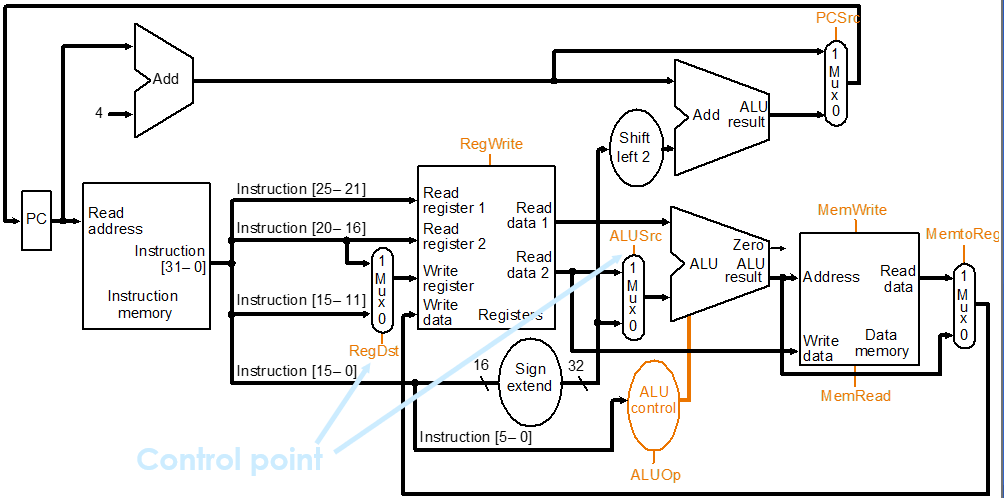 PCSrc
Add
4
1
M
u
x
0
Add
ALU
result
Shift
left 2
RegWrite
PC
Read
address
Instruction
[31– 0]
Instruction
memory
Instruction [25– 21]
Instruction [20– 16]
Instruction [15– 11]
Instruction [15– 0]
1
M
u
x
0
RegDst
Read
register 1
Read
register 2
Write
register
Write
data
Read
data 1
Read
data 2
Registers
ALUSrc
1
M
u
x
0
Zero
ALU
ALU
result
MemWrite
Address
Read
data
Write
data
Data
memory
MemRead
MemtoReg
1
M
u
x
0
16
Sign
extend
32
ALU
control
ALUOp
Instruction [5– 0]
Control point